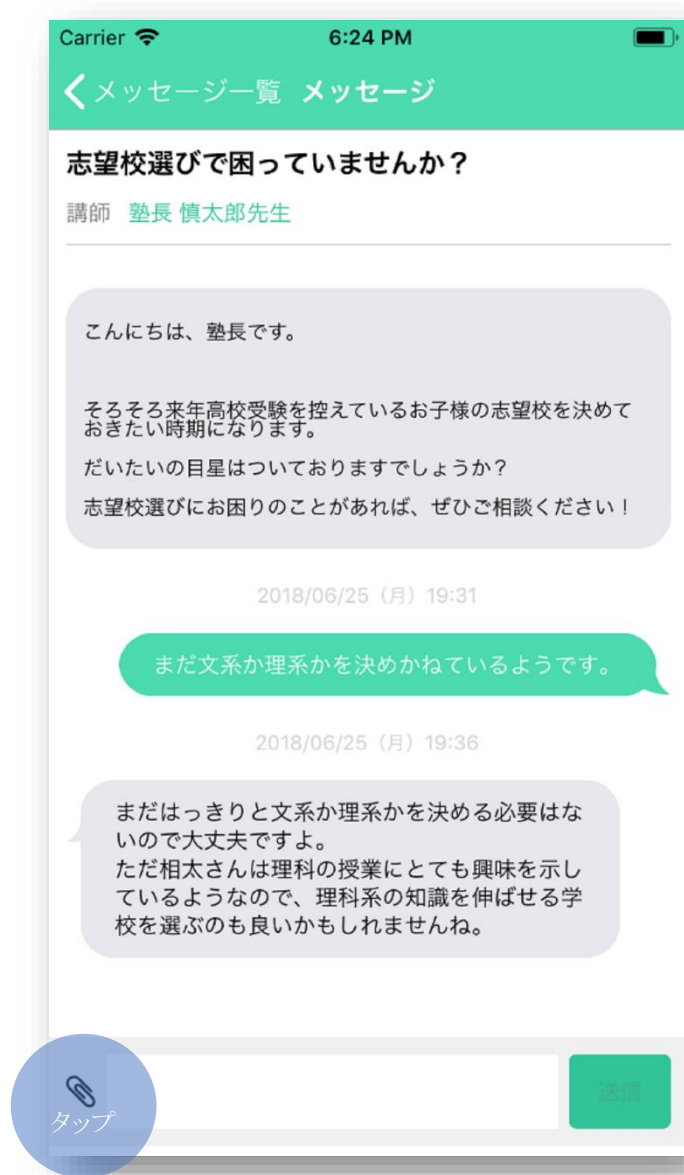 Carrier 6:24 PM
メッセージ一覧 メッセージ
志望校選びで困っていませんか？
講師 塾長 慎太郎先生
こんにちは、塾長です。
そろそろ来年高校受験を控えているお子様の志望校を決めて
おきたい時期になります。
だいたいの目星はついておりますでしょうか？
志望校選びにお困りのことがあれば、ぜひご相談ください！
2018/06/25（月）19:31
まだ文系か理系かを決めかねているようです。
2018/06/25（月）19:36
まだはっきりと文系か理系かを決める必要はな
いので大丈夫ですよ。
ただ相太さんは理科の授業にとても興味を示し
ているようなので、理科系の知識を伸ばせる学
校を選ぶのも良いかもしれませんね。
送信
タップ